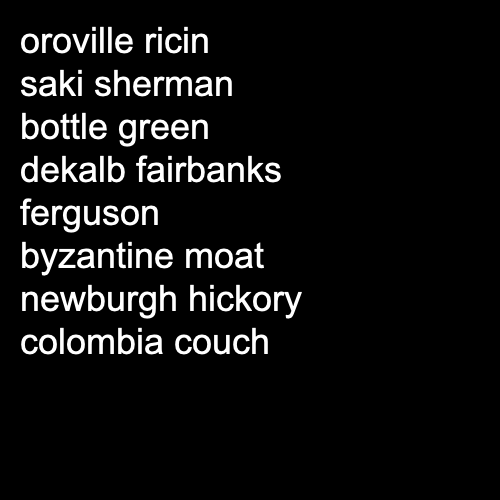 oroville ricin
saki sherman
bottle green
dekalb fairbanks
ferguson
byzantine moat
newburgh hickory
colombia couch